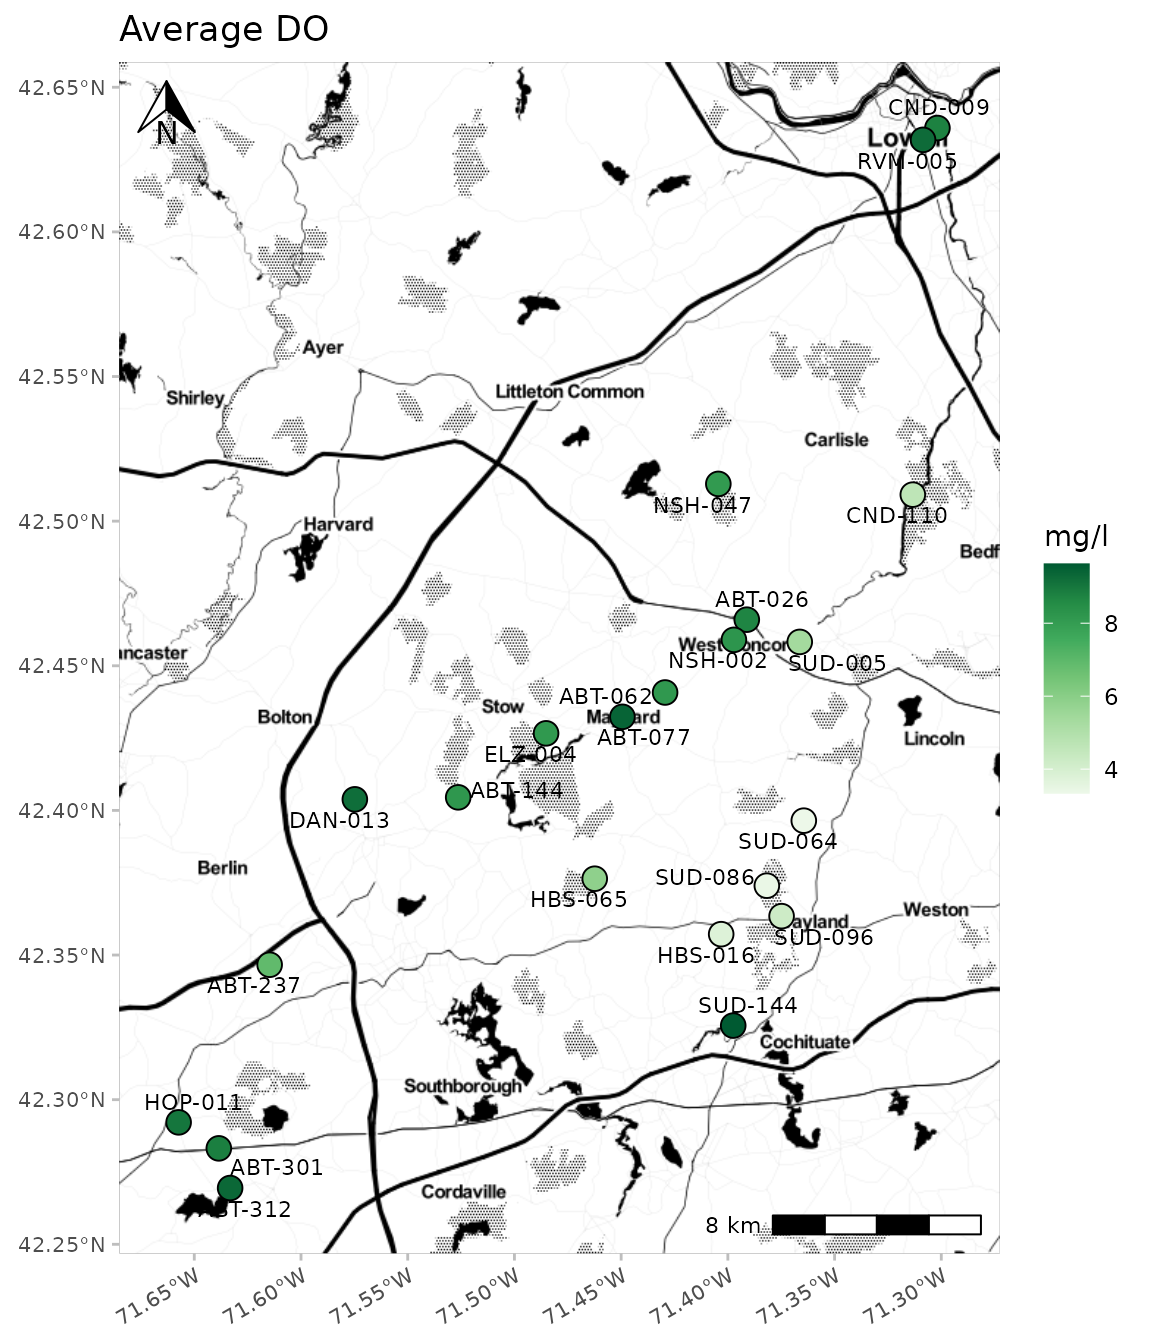 Average DO
42.65°N
42.60°N
42.55°N
42.50°N
42.45°N
42.40°N
42.35°N
42.30°N
42.25°N
N
CND-009
RVM-005
Ayer
Shirley
Littleton Common
Carlisle
NSH-047
CND-110
Harvard
Bedf
ABT-026
NSH-002
SUD-005
ancaster
ABT-062
Stow
Bolton
ABT-077
ELZ-004
Lincoln
ABT-144
DAN-013
SUD-064
Berlin
SUD-086
HBS-065
Weston
ayland
SUD-096
HBS-016
ABT-237
SUD-144
Cochituate
Southborough
HOP-011
ABT-301
ABT-312
Cordaville
8 km
71.65°W
71.60°W
71.55°W
71.50°W
71.45°W
71.40°W
71.35°W
71.30°W
mg/l
8
6
4